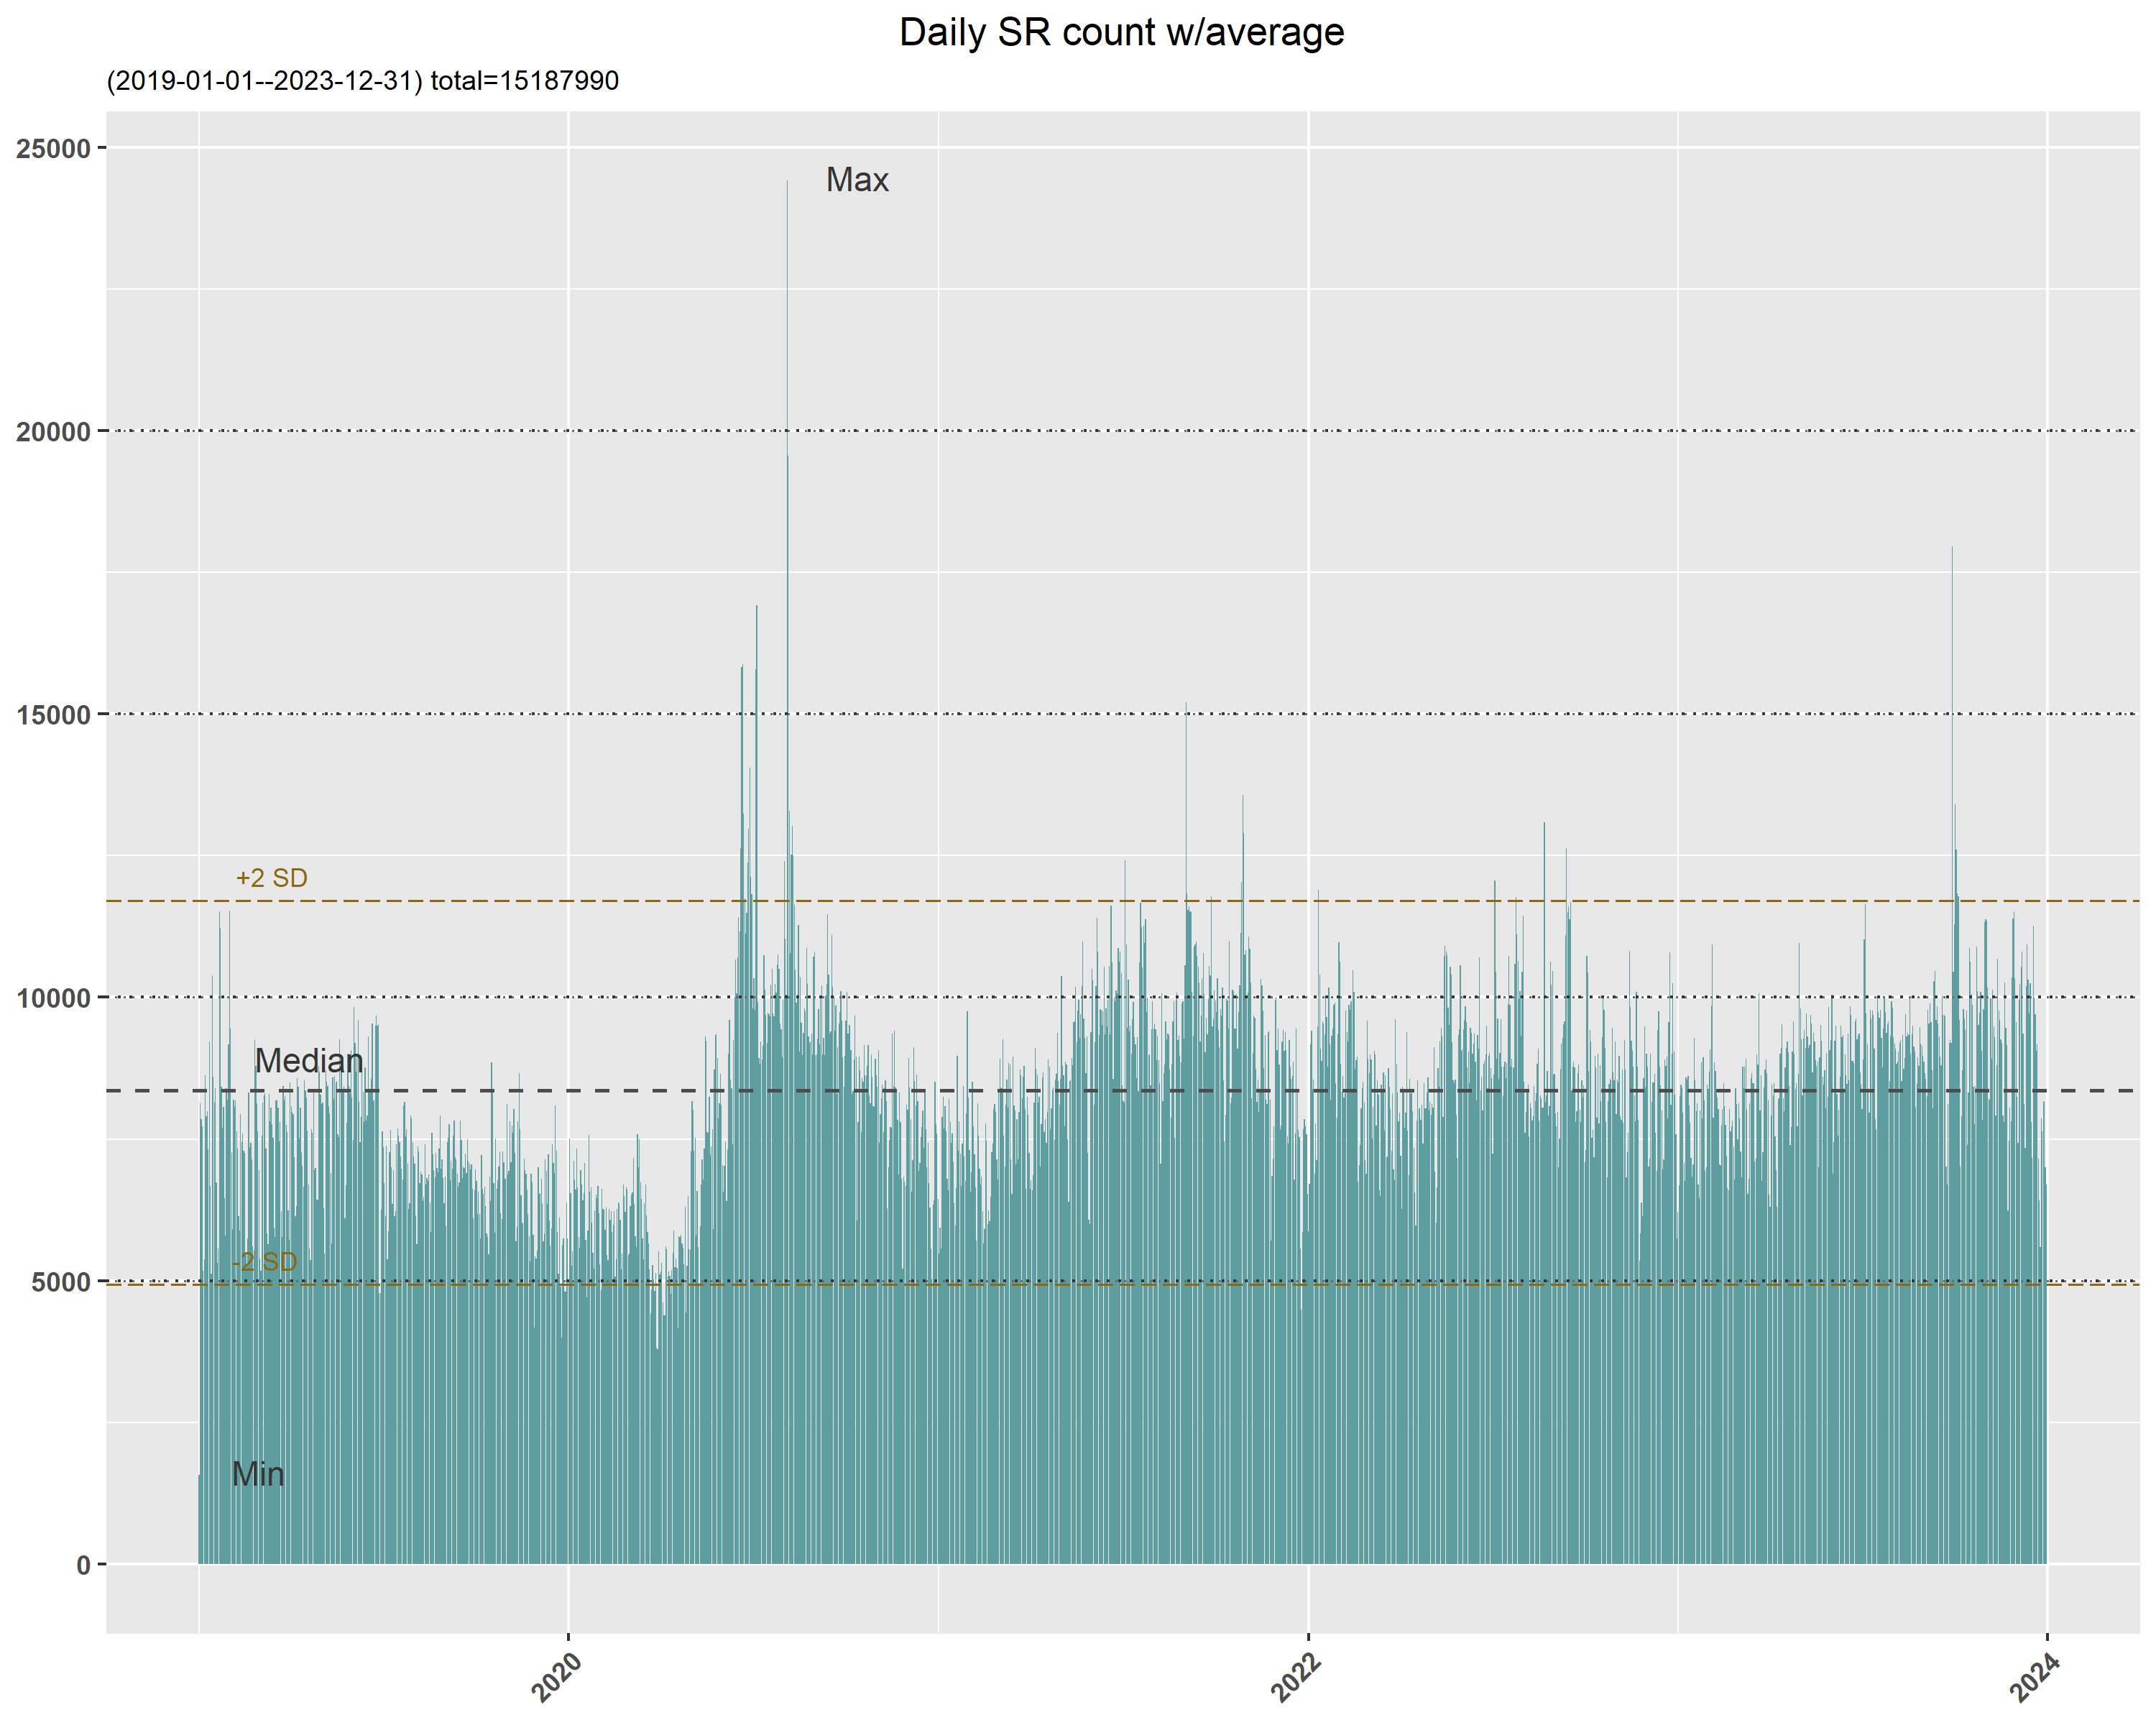 Daily SR count w/average
(2019-01-01--2023-12-31) total=15187990
25000
Max
20000
15000
+2 SD
10000
Median
-2 SD
5000
Min
0
2020
2022
2024